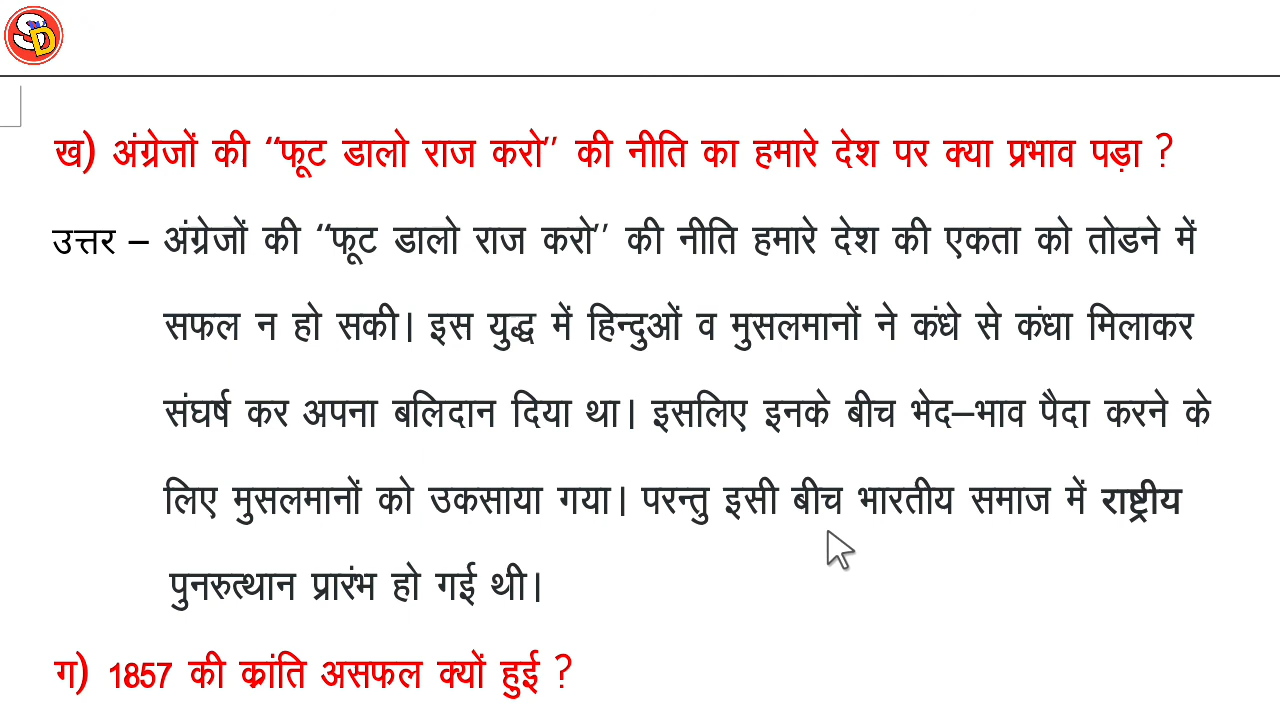 SD
ख) अंग्रेजों की “फूट डालो राज करो’’ की नीति का हमारे देश पर क्या प्रभाव पड़ा ?
उत्तर – अंग्रेजों की “फूट डालो राज करो’’ की नीति हमारे देश की एकता को तोडने में
सफल न हो सकी। इस युद्ध में हिन्दुओं व मुसलमानों ने कंधे से कंधा मिलाकर
संघर्ष कर अपना बलिदान दिया था। इसलिए इनके बीच भेद–भाव पैदा करने के
लिए मुसलमानों को उकसाया गया। परन्तु इसी बीच भारतीय समाज में राष्ट्रीय
पुनरुत्थान प्रारंभ हो गई थी।
ग) 1857 की क्रांति असफल क्यों हुई ?